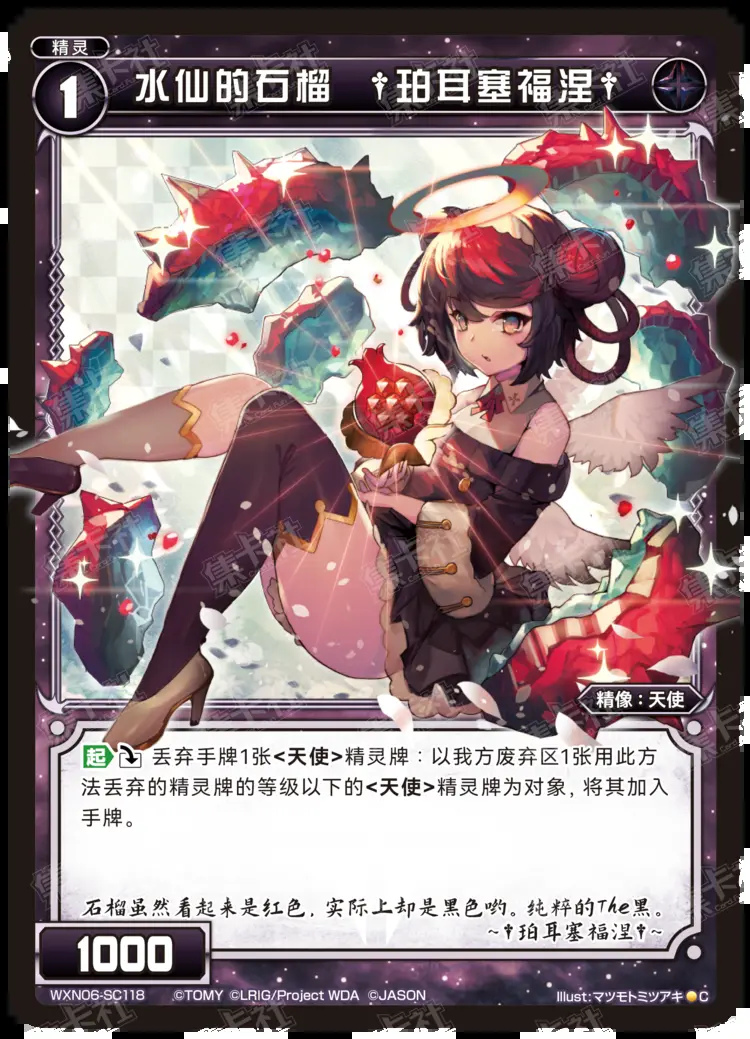 精灵
1
水仙的石榴 †珀耳塞福涅†
精像：天使
起 丢弃手牌1张<天使>精灵牌：以我方废弃区1张用此方
法丢弃的精灵牌的等级以下的<天使>精灵牌为对象，将其加入
手牌。
石榴虽然看起来是红色，实际上却是黑色哟。纯粹的The黑。
～†珀耳塞福涅†～
1000
WXN06-SC118 ©TOMY ©LRIG/Project WDA ©JASON Illust:マツモトミツアキ C
集卡社